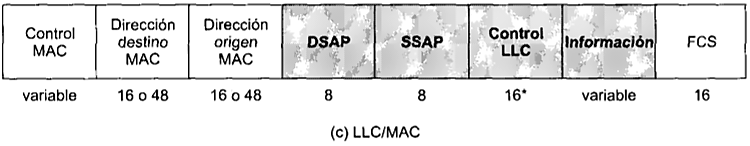 Control MAC
Dirección destino MAC
Dirección origen MAC
DSAP
SSAP
Control LLC
Información
FCS
variable
16 o 48
16 o 48
8
8
16*
variable
16
(c) LLC/MAC